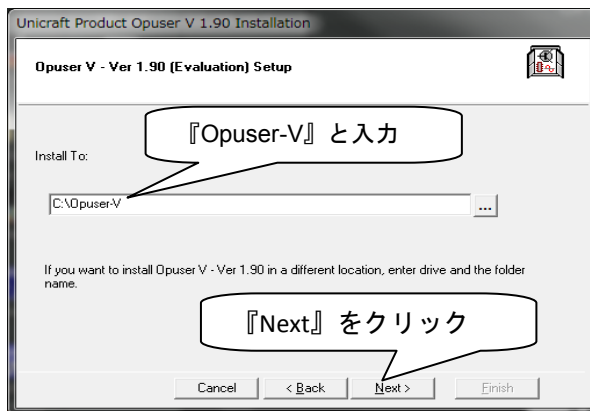 Unicraft Product Opuser V 1.90 Installation
Opuser V - Ver 1.90 (Evaluation) Setup
『Opuser-V』と入力
Install To:
C:\Opuser-V
...
If you want to install Opuser V - Ver 1.90 in a different location, enter drive and the folder
name.
『Next』をクリック
Cancel
< Back
Next >
Finish